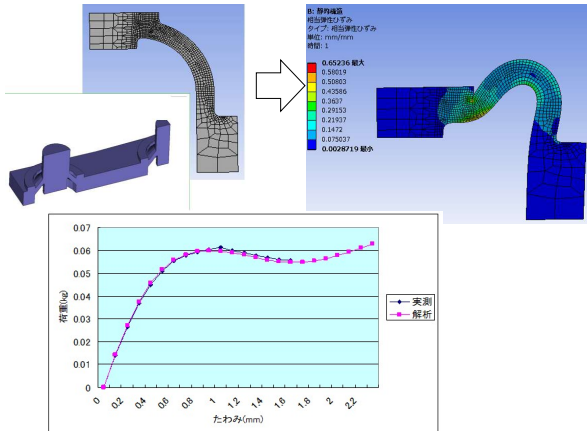 B: 静的構造
相当弾性ひずみ
タイプ: 相当弾性ひずみ
単位: mm/mm
時間: 1
0.65236 最大
0.58019
0.50803
0.43586
0.3637
0.29153
0.21937
0.1472
0.075037
0.0028719 最小
0.07
0.06
0.05
0.04
0.03
0.02
0.01
0
荷重(kg)
0
0.2
0.4
0.6
0.8
1
1.2
1.4
1.6
1.8
2
2.2
たわみ(mm)
実測
解析